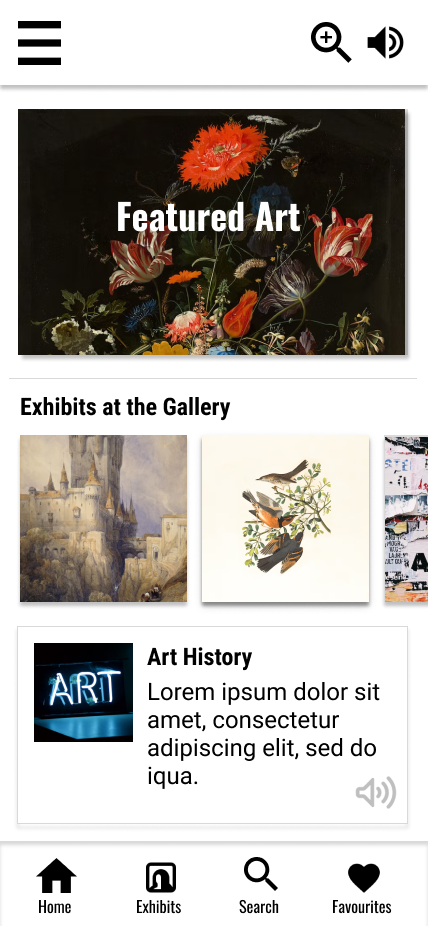 Featured Art
Exhibits at the Gallery
Art History
ART
Lorem ipsum dolor sit
amet, consectetur
adipiscing elit, sed do
iqua.
Home
Exhibits
Search
Favourites